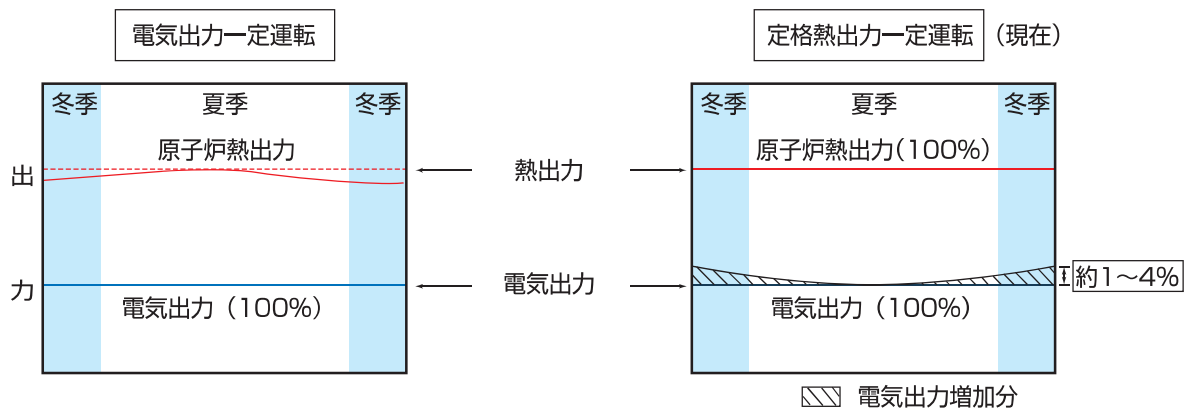 電気出力一定運転
冬季
夏季
冬季
原子炉熱出力
電気出力（100%）
出
力
熱出力
電気出力
定格熱出力一定運転（現在）
冬季
夏季
冬季
原子炉熱出力（100%）
電気出力（100%）
約1～4%
電気出力増加分